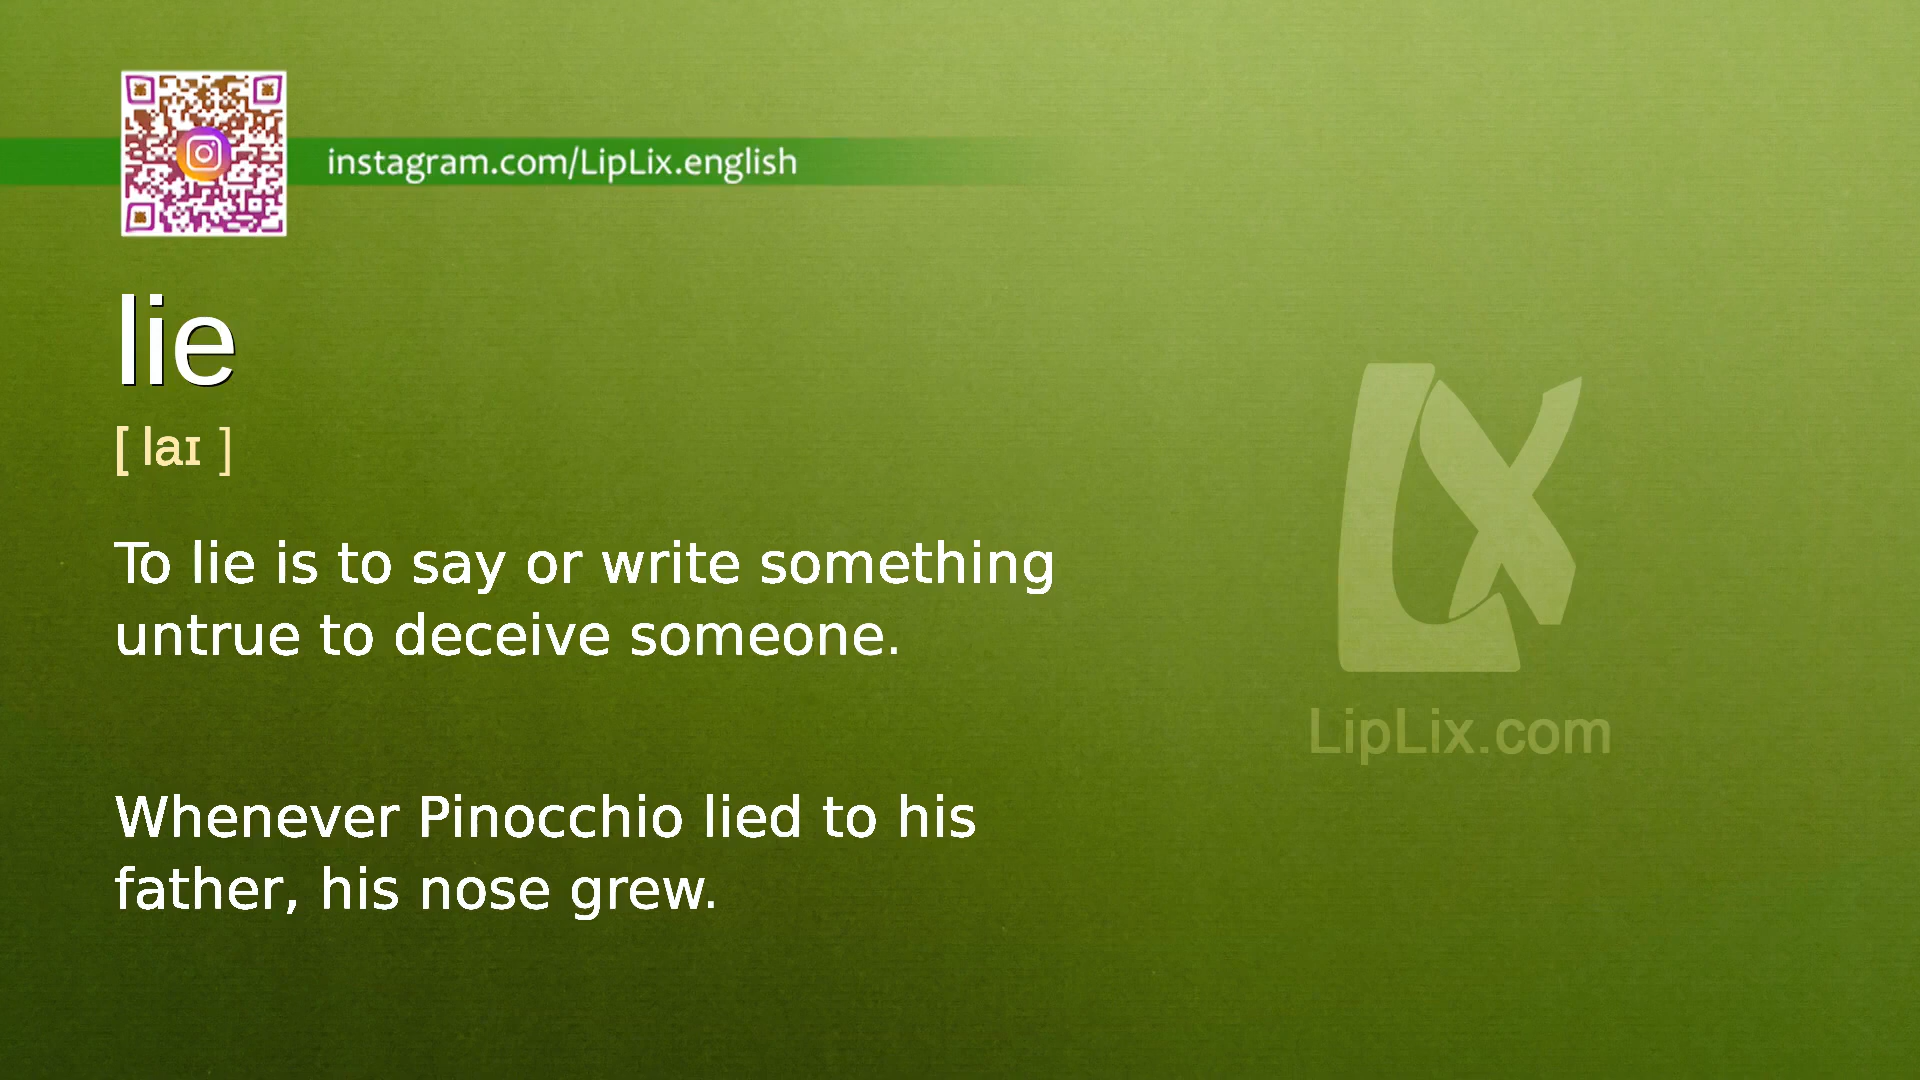 instagram.com/LipLix.english
lie
[ laɪ ]
To lie is to say or write something
untrue to deceive someone.
Whenever Pinocchio lied to his
father, his nose grew.
LX
LipLix.com